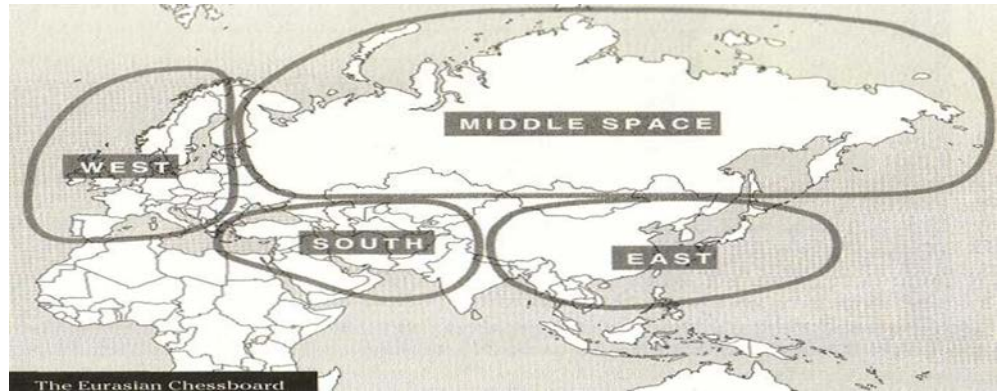 MIDDLE SPACE
WEST
SOUTH
EAST
The Eurasian Chessboard